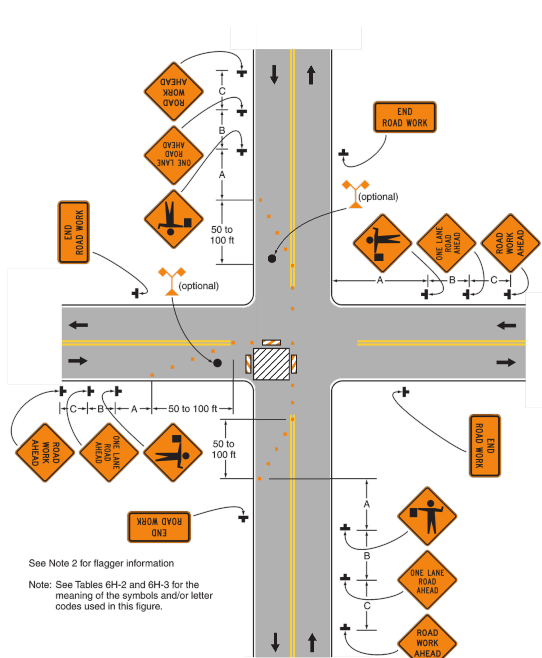 ROAD
WORK
AHEAD
C
END
ROAD WORK
B
ONE LANE
ROAD
AHEAD
A
(optional)
50 to
100 ft
END
ROAD WORK
ONE LANE
ROAD
AHEAD
ROAD
WORK
AHEAD
(optional)
A
B
C
C
B
A
50 to 100 ft
ROAD
WORK
AHEAD
ONE LANE
ROAD
AHEAD
50 to
100 ft
END
ROAD WORK
END
ROAD WORK
A
B
C
ONE LANE
ROAD
AHEAD
ROAD
WORK
AHEAD
See Note 2 for flagger information
Note: See Tables 6H-2 and 6H-3 for the
meaning of the symbols and/or letter
codes used in this figure.